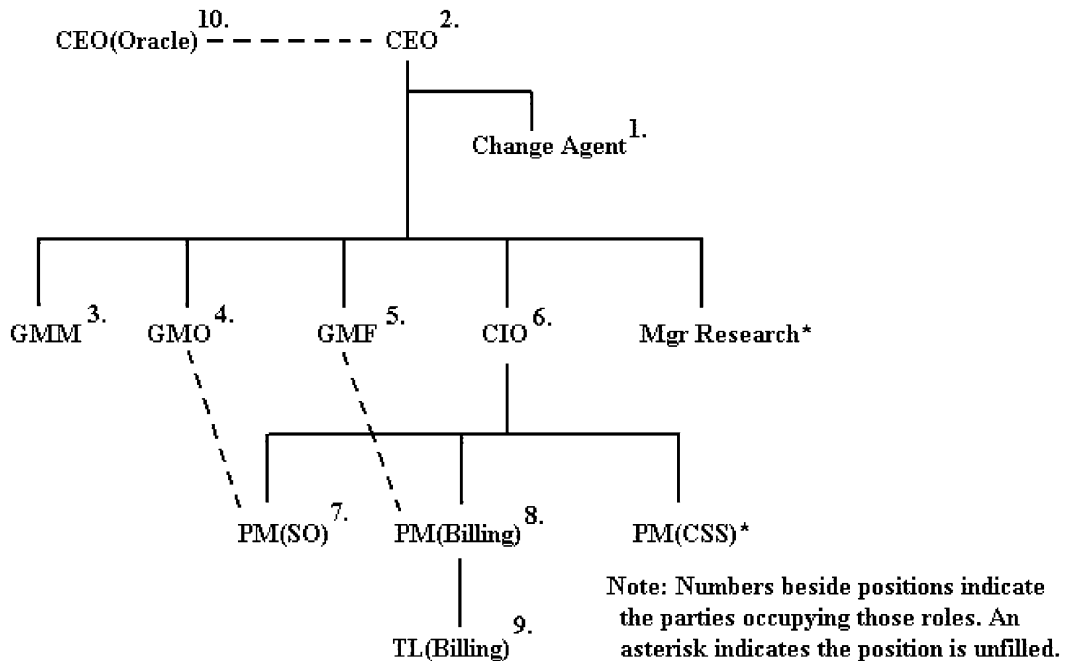 CEO(Oracle) 10. CEO 2.
Change Agent 1.
GMM 3. GMO 4. GMF 5. CIO 6. Mgr Research*
PM(SO) 7. PM(Billing) 8. PM(CSS)*
TL(Billing) 9.
Note: Numbers beside positions indicate
the parties occupying those roles. An
asterisk indicates the position is unfilled.